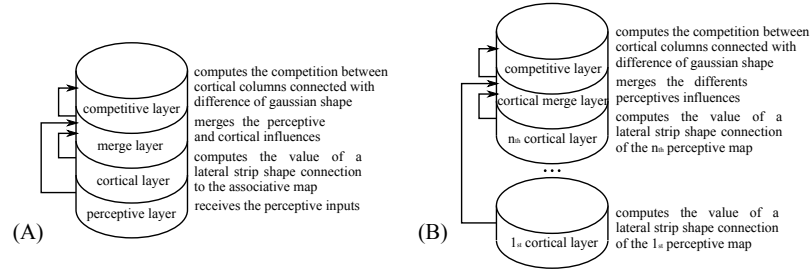 computes the competition between
cortical columns connected with
difference of gaussian shape
competitive layer
merges the perceptive
and cortical influences
merge layer
computes the value of a
lateral strip shape connection
to the associative map
cortical layer
receives the perceptive inputs
perceptive layer
(A)
computes the competition between
cortical columns connected with
difference of gaussian shape
competitive layer
merges the differents
perceptives influences
cortical merge layer
computes the value of a
lateral strip shape connection
of the nth perceptive map
nth cortical layer
...
computes the value of a
lateral strip shape connection
of the 1st perceptive map
1st cortical layer
(B)